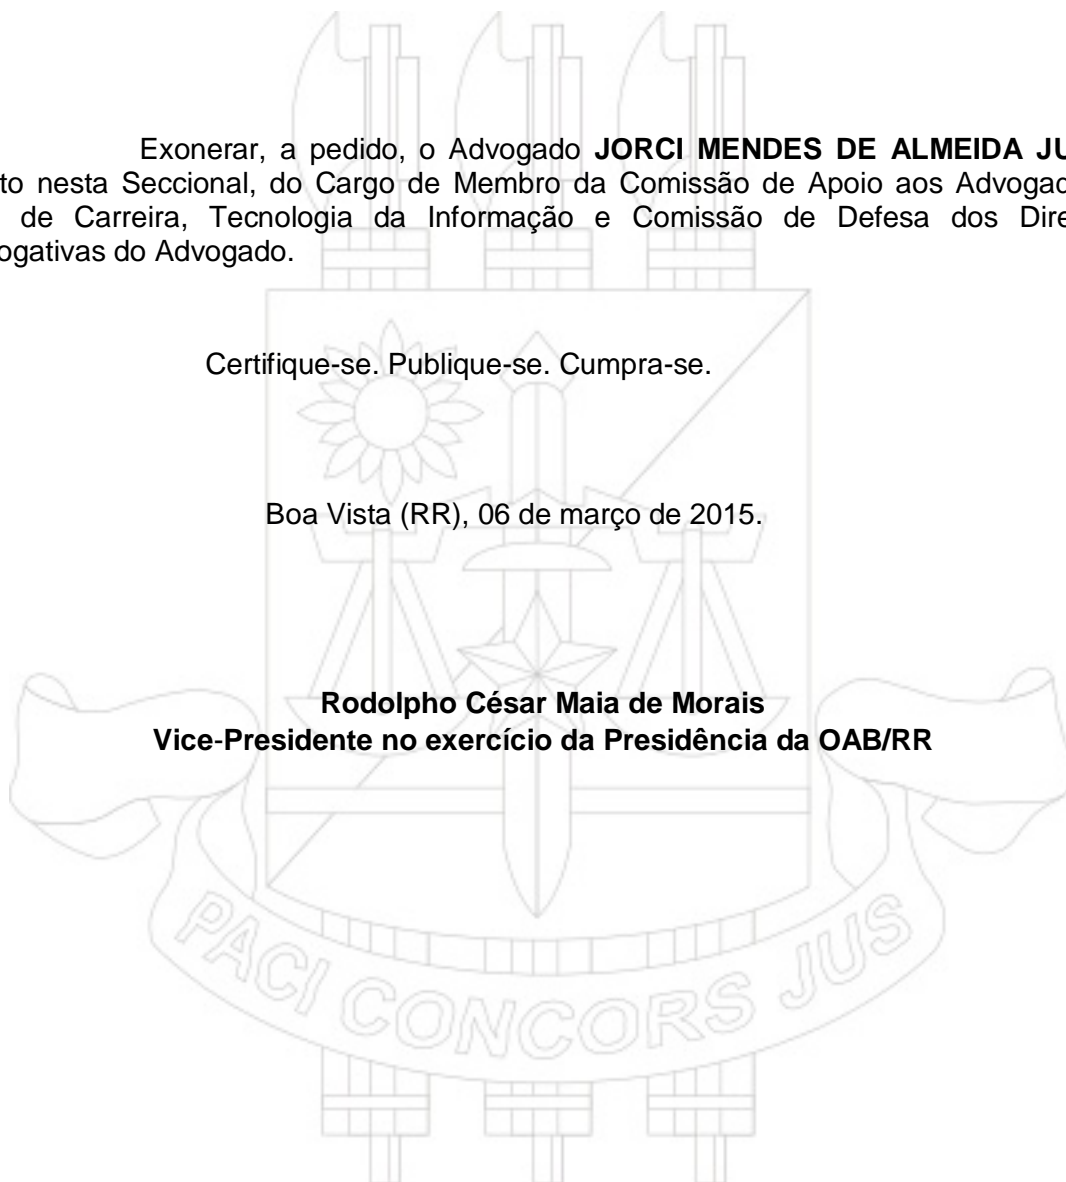 Exonerar, a pedido, o Advogado JORCI MENDES DE ALMEIDA JU
to nesta Seccional, do Cargo de Membro da Comissão de Apoio aos Advogad
de Carreira, Tecnologia da Informação e Comissão de Defesa dos Dire
ogativas do Advogado.
Certifique-se. Publique-se. Cumpra-se.
Boa Vista (RR), 06 de março de 2015.
Rodolpho César Maia de Morais
Vice-Presidente no exercício da Presidência da OAB/RR
PACI CONCORS JUS